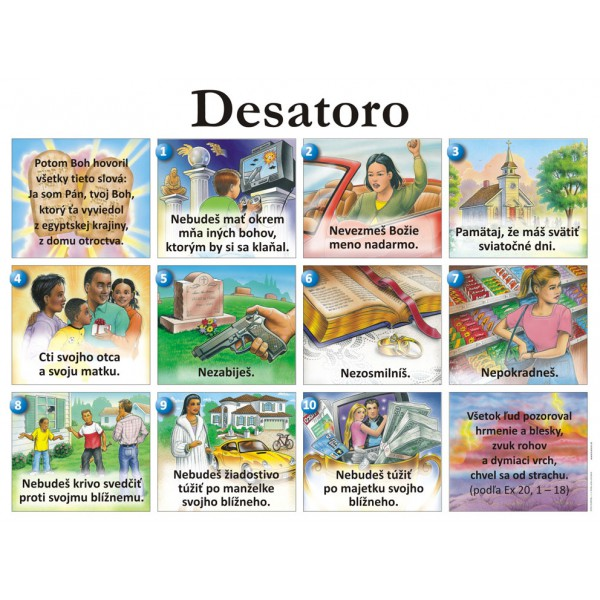 Desatoro
Potom Boh hovoril
všetky tieto slová:
Ja som Pán, tvoj Boh,
ktorý ťa vyviedol
z egyptskej krajiny,
z domu otroctva.
1
Nebudeš mať okrem
mňa iných bohov,
ktorým by si sa klaňal.
2
Nevezmeš Božie
meno nadarmo.
3
Pamätaj, že máš svätiť
sviatočné dni.
4
Cti svojho otca
a svoju matku.
5
Nezabiješ.
6
Nezosmilníš.
7
Nepokradneš.
8
Nebudeš krivo svedčiť
proti svojmu blížnemu.
9
Nebudeš žiadostivo
túžiť po manželke
svojho blížneho.
10
Nebudeš túžiť
po majetku svojho
blížneho.
Všetok ľud pozoroval
hrmenie a blesky,
zvuk rohov
a dymiaci vrch,
chvel sa od strachu.
(podľa Ex 20, 1 – 18)